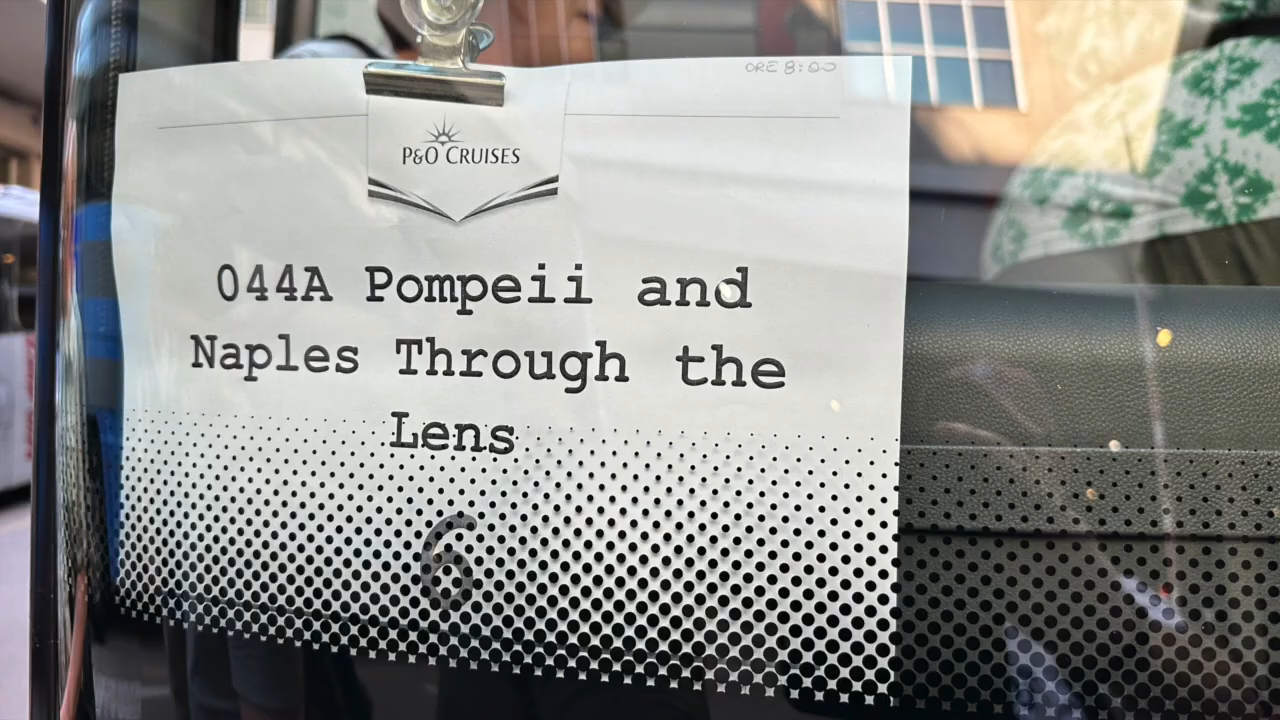 ORE 8:00
P&O CRUISES
044A Pompeii and
Naples Through the
Lens
6